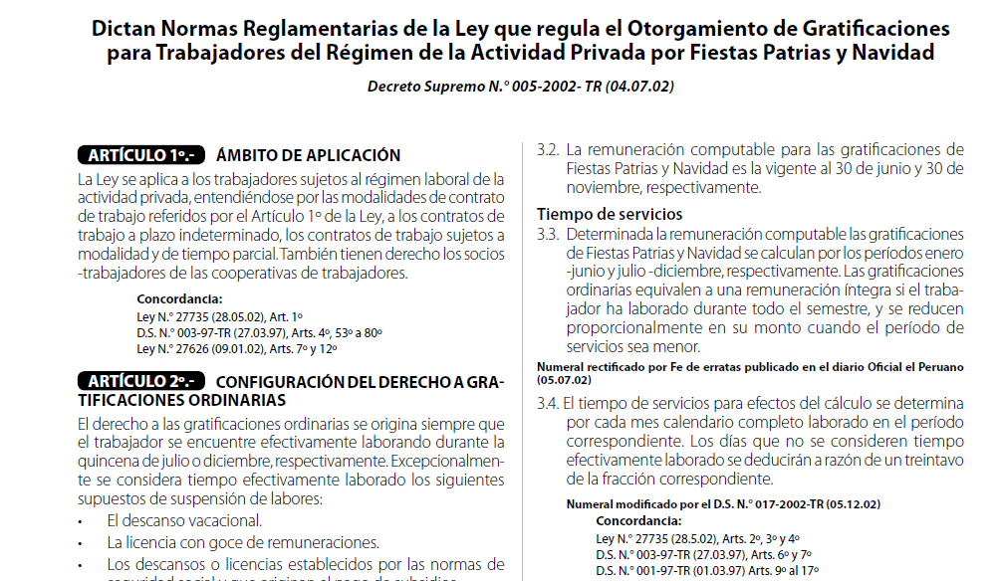 Dictan Normas Reglamentarias de la Ley que regula el Otorgamiento de Gratificaciones
para Trabajadores del Régimen de la Actividad Privada por Fiestas Patrias y Navidad
Decreto Supremo N.° 005-2002- TR (04.07.02)
ARTÍCULO 1º.- ÁMBITO DE APLICACIÓN
La Ley se aplica a los trabajadores sujetos al régimen laboral de la
actividad privada, entendiéndose por las modalidades de contrato
de trabajo referidos por el Artículo 1º de la Ley, a los contratos de
trabajo a plazo indeterminado, los contratos de trabajo sujetos a
modalidad y de tiempo parcial. También tienen derecho los socios
-trabajadores de las cooperativas de trabajadores.
Concordancia:
Ley N.° 27735 (28.05.02), Art. 1º
D.S. N.° 003-97-TR (27.03.97), Arts. 4º, 53º a 80º
Ley N.° 27626 (09.01.02), Arts. 7º y 12º
ARTÍCULO 2º.- CONFIGURACIÓN DEL DERECHO A GRA-
TIFICACIONES ORDINARIAS
El derecho a las gratificaciones ordinarias se origina siempre que
el trabajador se encuentre efectivamente laborando durante la
quincena de julio o diciembre, respectivamente. Excepcionalmen-
te se considera tiempo efectivamente laborado los siguientes
supuestos de suspensión de labores:
• El descanso vacacional.
• La licencia con goce de remuneraciones.
• Los descansos o licencias establecidos por las normas de
seguridad social y que originan el pago de subsidios.
3.2. La remuneración computable para las gratificaciones de
Fiestas Patrias y Navidad es la vigente al 30 de junio y 30 de
noviembre, respectivamente.
Tiempo de servicios
3.3. Determinada la remuneración computable las gratificaciones
de Fiestas Patrias y Navidad se calculan por los períodos enero
-junio y julio -diciembre, respectivamente. Las gratificaciones
ordinarias equivalen a una remuneración íntegra si el traba-
jador ha laborado durante todo el semestre, y se reducen
proporcionalmente en su monto cuando el período de
servicios sea menor.
Numeral rectificado por Fe de erratas publicado en el diario Oficial el Peruano
(05.07.02)
3.4. El tiempo de servicios para efectos del cálculo se determina
por cada mes calendario completo laborado en el período
correspondiente. Los días que no se consideren tiempo
efectivamente laborado se deducirán a razón de un treintavo
de la fracción correspondiente.
Numeral modificado por el D.S. N.° 017-2002-TR (05.12.02)
Concordancia:
Ley N.° 27735 (28.5.02), Arts. 2º, 3º y 4º
D.S. N.° 003-97-TR (27.03.97), Arts. 6º y 7º
D.S. N.° 001-97-TR (01.03.97) Arts. 9º al 17º